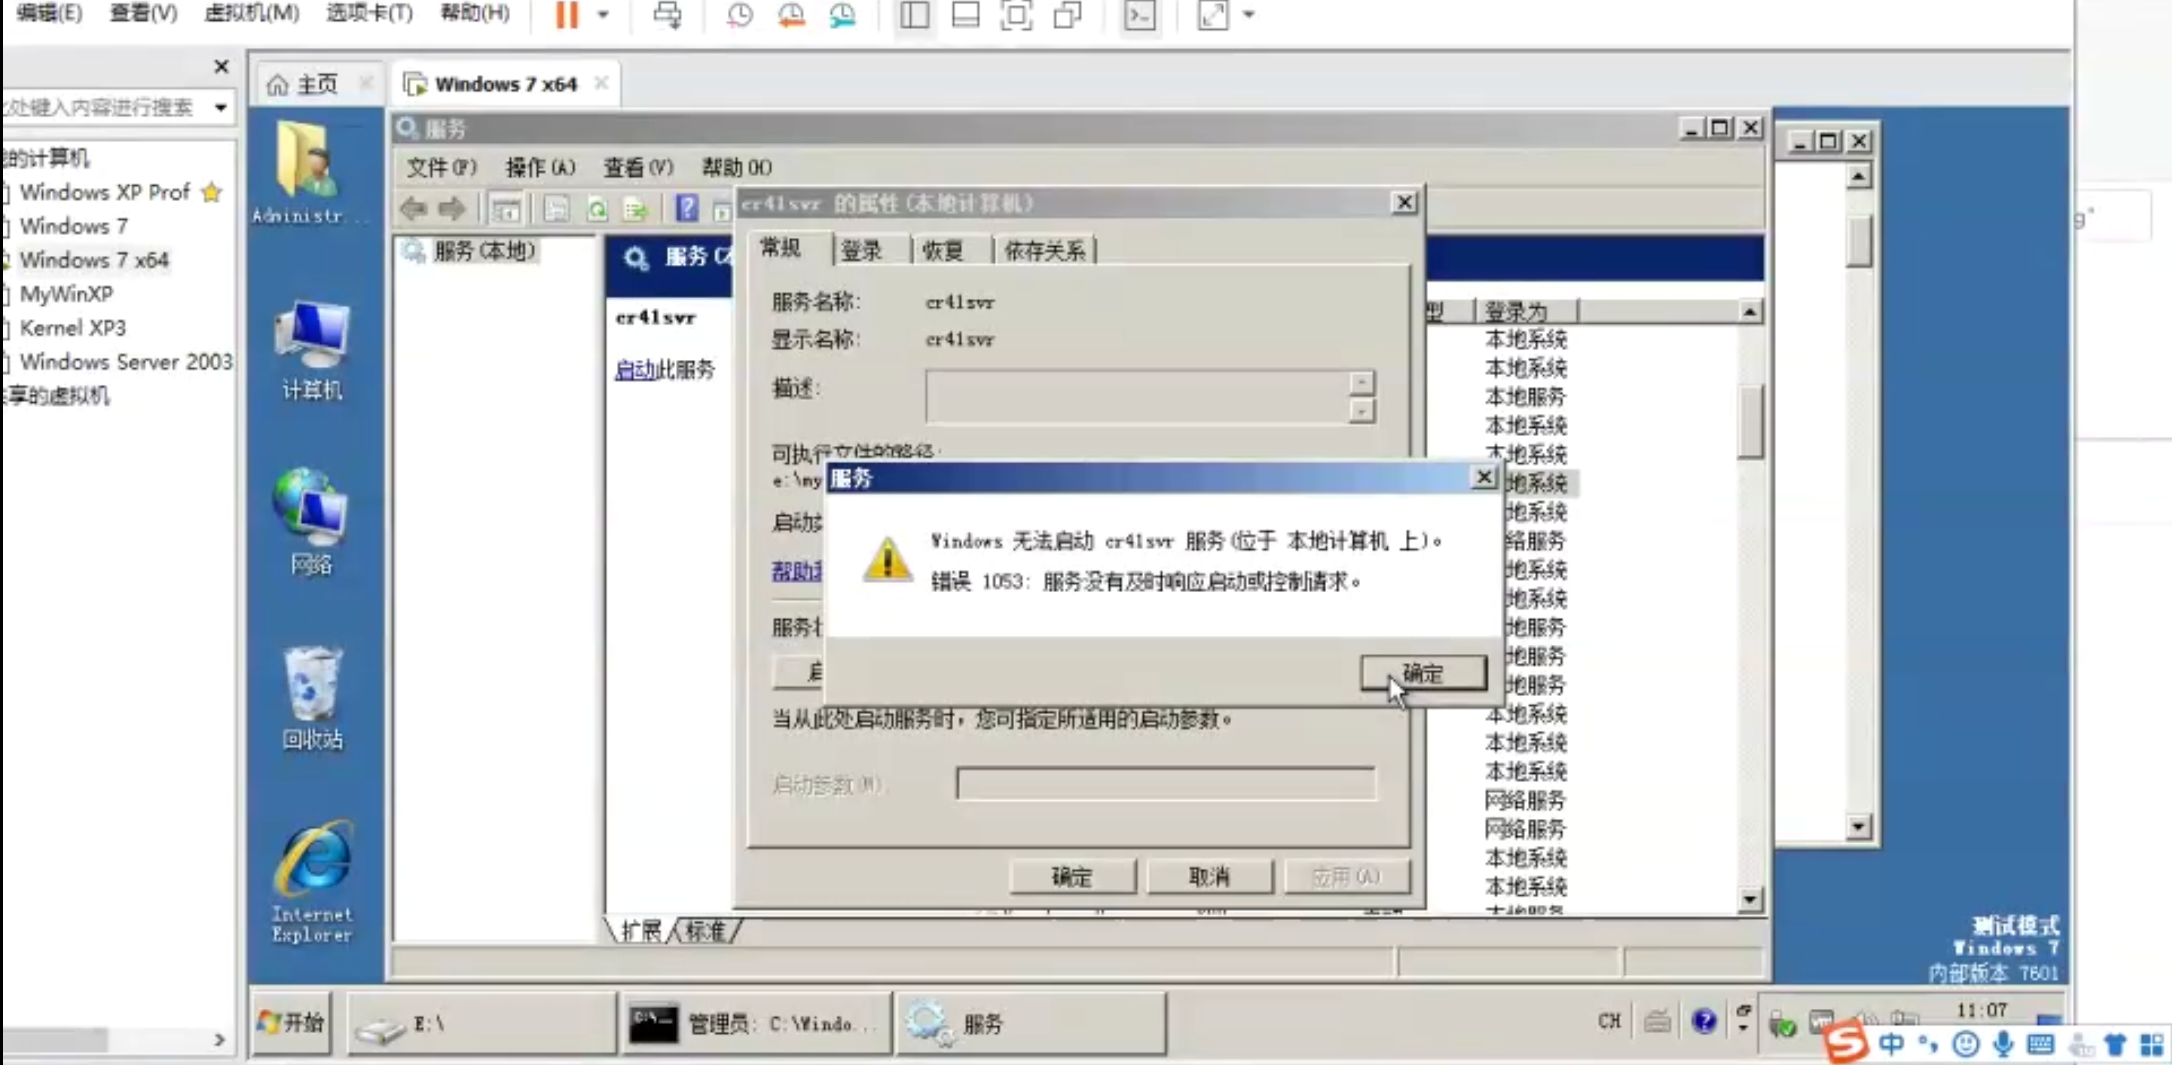 编辑(E) 查看(V) 虚拟机(M) 选项卡(T) 帮助(H)
处键入内容进行搜索
的计算机
Windows XP Prof
Windows 7
Windows 7 x64
MyWinXP
Kernel XP3
Windows Server 2003
享的虚拟机
主页
Windows 7 x64
Administr...
计算机
网络
回收站
Internet
Explorer
服务
文件(F) 操作(A) 查看(V) 帮助(H)
服务(本地)
服务
cr41svr
启动此服务
cr41svr 的属性(本地计算机)
常规 登录 恢复 依存关系
服务名称: cr41svr
显示名称: cr41svr
描述:
可执行文件的路径:
e:\my
启动
帮助
服务
当从此处启动服务时，您可指定所适用的启动参数。
启动参数(M)
确定 取消 应用(A)
服务
Windows 无法启动 cr41svr 服务(位于 本地计算机 上)。
错误 1053: 服务没有及时响应启动或控制请求。
确定
型 登录为
本地系统
本地系统
本地服务
本地系统
本地系统
地系统
地系统
络服务
地系统
地系统
地服务
地服务
地服务
本地系统
本地系统
本地系统
网络服务
网络服务
本地系统
本地系统
扩展 标准
测试模式
Windows 7
内部版本 7601
开始
E:\
管理员: C:\Windo...
服务
CH
11:07
中